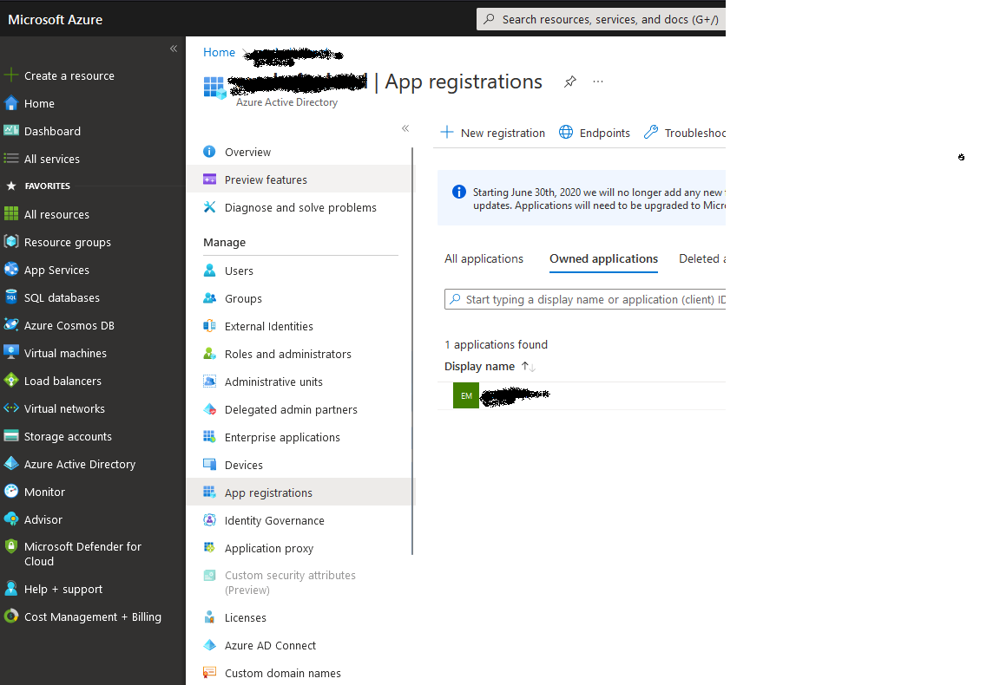 Microsoft Azure
Search resources, services, and docs (G+/)
«
Create a resource
Home
Dashboard
All services
FAVORITES
All resources
Resource groups
App Services
SQL databases
Azure Cosmos DB
Virtual machines
Load balancers
Virtual networks
Storage accounts
Azure Active Directory
Monitor
Advisor
Microsoft Defender for
Cloud
Help + support
Cost Management + Billing
Home
| App registrations
...
Azure Active Directory
«
Overview
Preview features
Diagnose and solve problems
Manage
Users
Groups
External Identities
Roles and administrators
Administrative units
Delegated admin partners
Enterprise applications
Devices
App registrations
Identity Governance
Application proxy
Custom security attributes
(Preview)
Licenses
Azure AD Connect
Custom domain names
New registration
Endpoints
Troubleshoo
Starting June 30th, 2020 we will no longer add any new
updates. Applications will need to be upgraded to Micro
All applications
Owned applications
Deleted a
Start typing a display name or application (client) ID
1 applications found
Display name ↑↓
EM